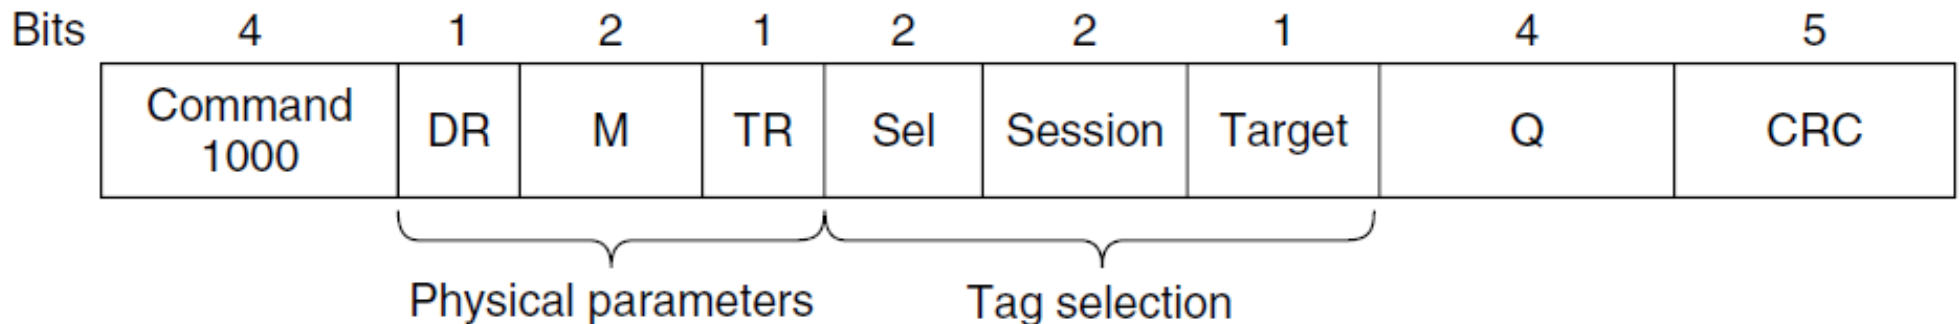 Bits 4 1 2 1 2 2 1 4 5
Command 1000 DR M TR Sel Session Target Q CRC
Physical parameters Tag selection